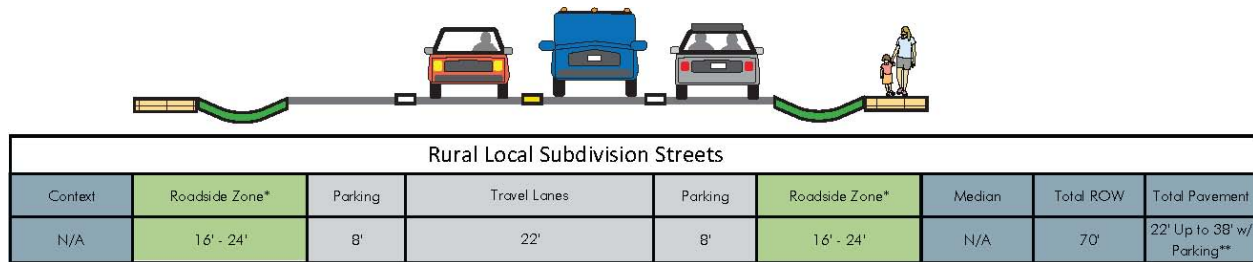 Rural Local Subdivision Streets
Context Roadside Zone* Parking Travel Lanes Parking Roadside Zone* Median Total ROW Total Pavement
N/A 16' - 24' 8' 22' 8' 16' - 24' N/A 70' 22' Up to 38' w/
Parking**